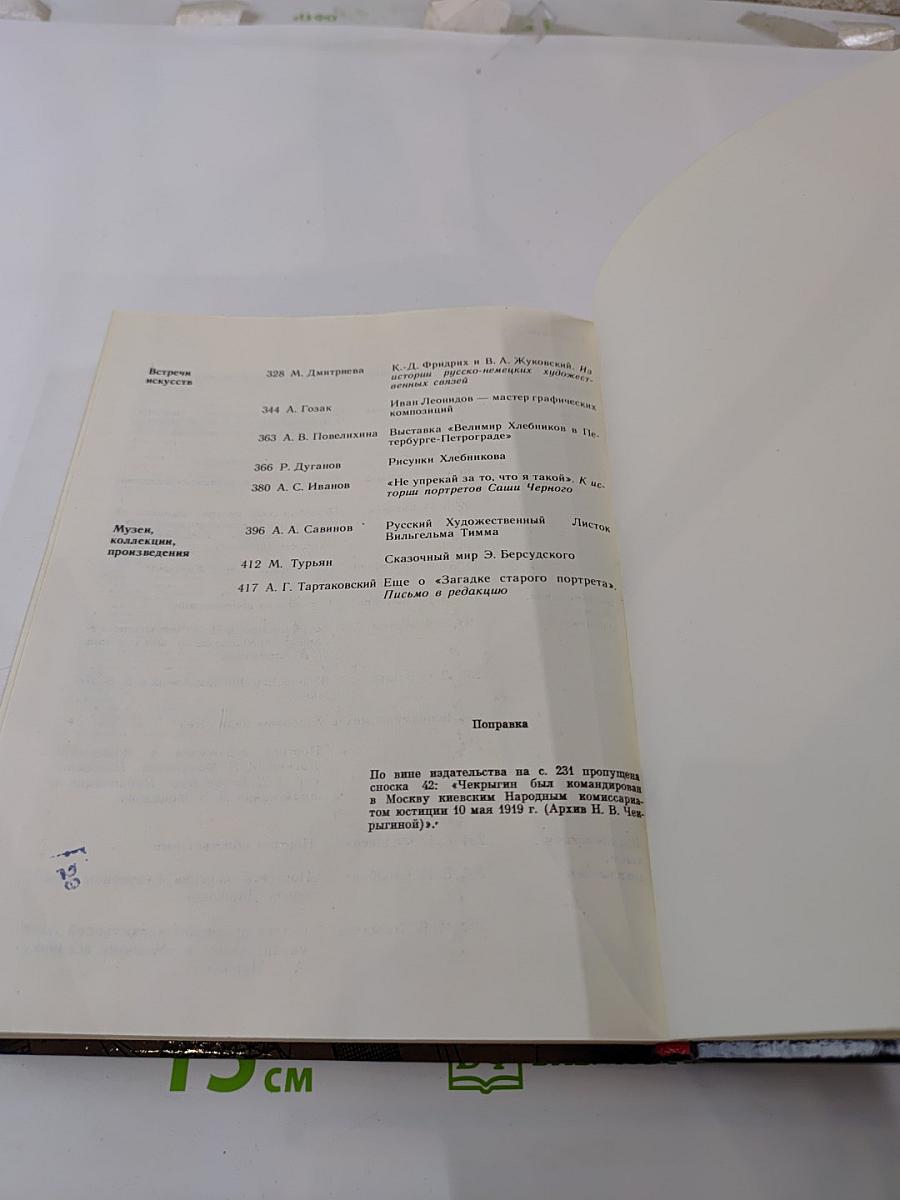 Встречи
искусств
328 М. Дмитриева
К.-Д. Фридрих и В. А. Жуковский. Из
истории русско-немецких художест-
венных связей
344 А. Гозак
Иван Леонидов — мастер графических
композиций
363 А. В. Повелихина
Выставка «Велимир Хлебников в Пе-
тербурге-Петрограде»
366 Р. Дуганов
Рисунки Хлебникова
380 А. С. Иванов
«Не упрекай за то, что я такой». К ис-
тории портретов Саши Черного
Музеи,
коллекции,
произведения
396 А. А. Савинов
Русский Художественный Листок
Вильгельма Тимма
412 М. Турьян
Сказочный мир Э. Берсудского
417 А. Г. Тартаковский
Еще о «Загадке старого портрета».
Письмо в редакцию
Поправка
По вине издательства на с. 231 пропущена
сноска 42: «Чекрыгин был командирован
в Москву киевским Народным комиссариа-
том юстиции 10 мая 1919 г. (Архив Н. В. Чек-
рыгиной)».
15 см